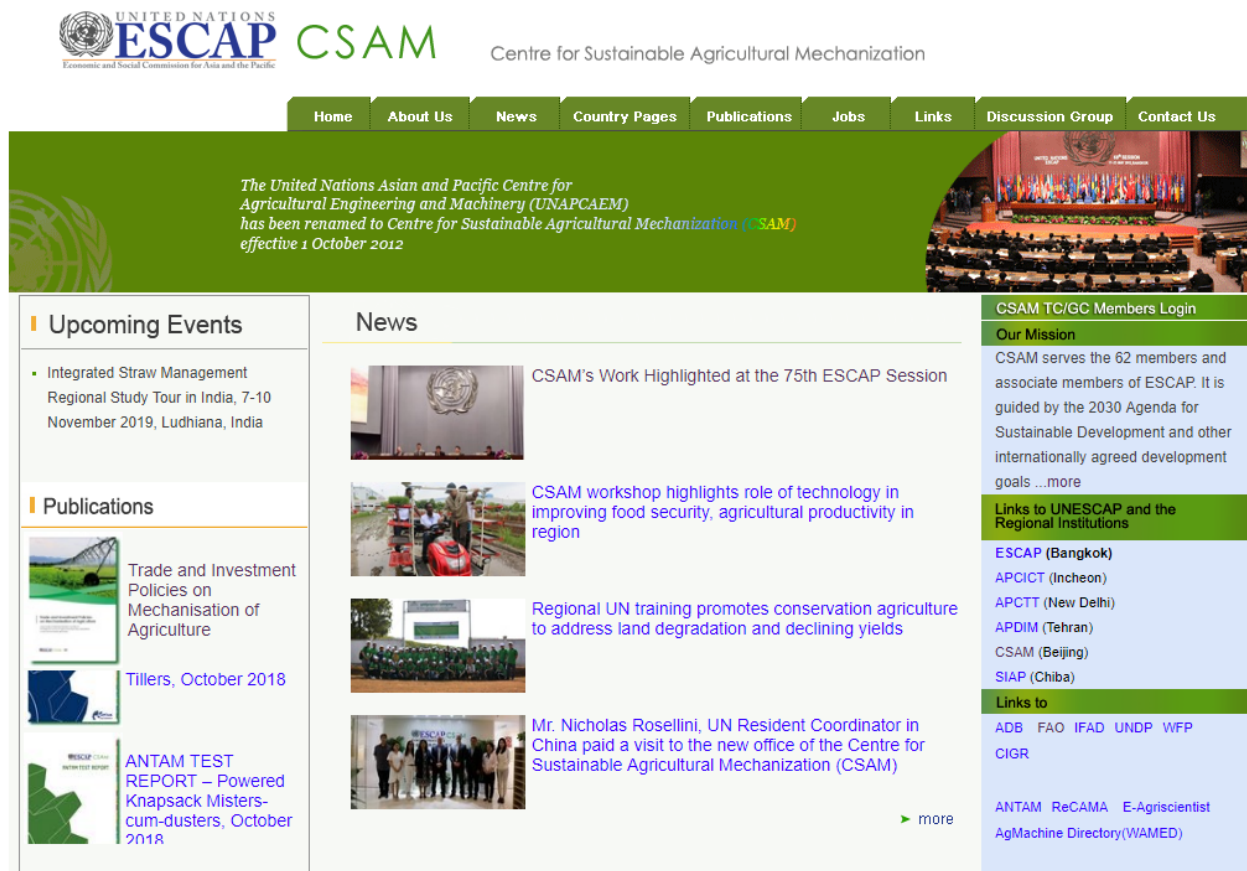 UNITED NATIONS
ESCAP
Economic and Social Commission for Asia and the Pacific
CSAM
Centre for Sustainable Agricultural Mechanization
Home About Us News Country Pages Publications Jobs Links Discussion Group Contact Us
The United Nations Asian and Pacific Centre for
Agricultural Engineering and Machinery (UNAPCAEM)
has been renamed to Centre for Sustainable Agricultural Mechanization (CSAM)
effective 1 October 2012
Upcoming Events
Integrated Straw Management
Regional Study Tour in India, 7-10
November 2019, Ludhiana, India
Publications
Trade and Investment
Policies on
Mechanisation of
Agriculture
Tillers, October 2018
ESCAP CSAM
ANTAM TEST REPORT
ANTAM TEST
REPORT – Powered
Knapsack Misters-
cum-dusters, October
2018
News
CSAM's Work Highlighted at the 75th ESCAP Session
CSAM workshop highlights role of technology in
improving food security, agricultural productivity in
region
Regional UN training promotes conservation agriculture
to address land degradation and declining yields
Mr. Nicholas Rosellini, UN Resident Coordinator in
China paid a visit to the new office of the Centre for
Sustainable Agricultural Mechanization (CSAM)
more
CSAM TC/GC Members Login
Our Mission
CSAM serves the 62 members and
associate members of ESCAP. It is
guided by the 2030 Agenda for
Sustainable Development and other
internationally agreed development
goals ...more
Links to UNESCAP and the
Regional Institutions
ESCAP (Bangkok)
APCICT (Incheon)
APCTT (New Delhi)
APDIM (Tehran)
CSAM (Beijing)
SIAP (Chiba)
Links to
ADB FAO IFAD UNDP WFP
CIGR
ANTAM ReCAMA E-Agriscientist
AgMachine Directory(WAMED)